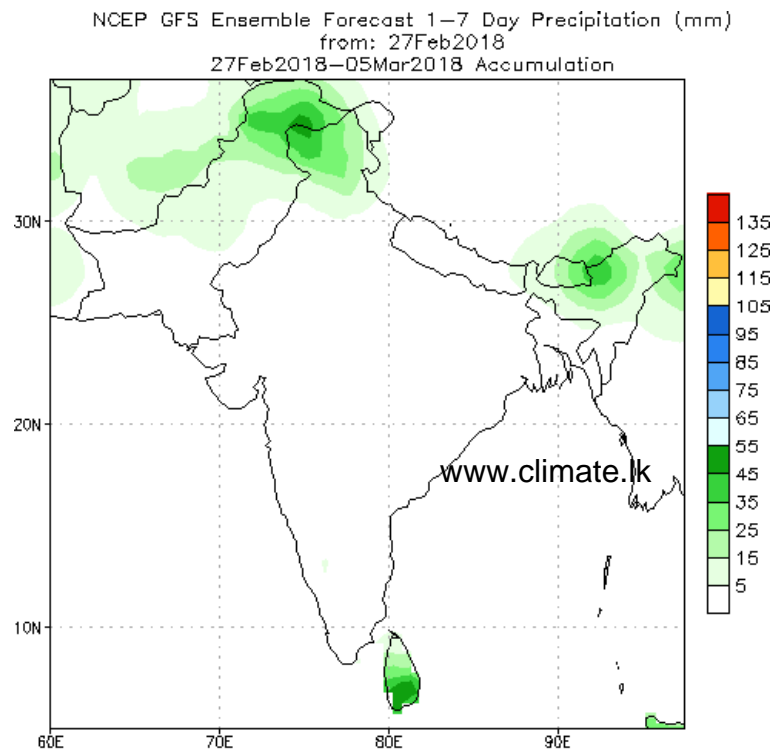 NCEP GFS Ensemble Forecast 1–7 Day Precipitation (mm)
from: 27Feb2018
27Feb2018–05Mar2018 Accumulation
30N
20N
10N
60E
70E
80E
90E
www.climate.lk
135
125
115
105
95
85
75
65
55
45
35
25
15
5